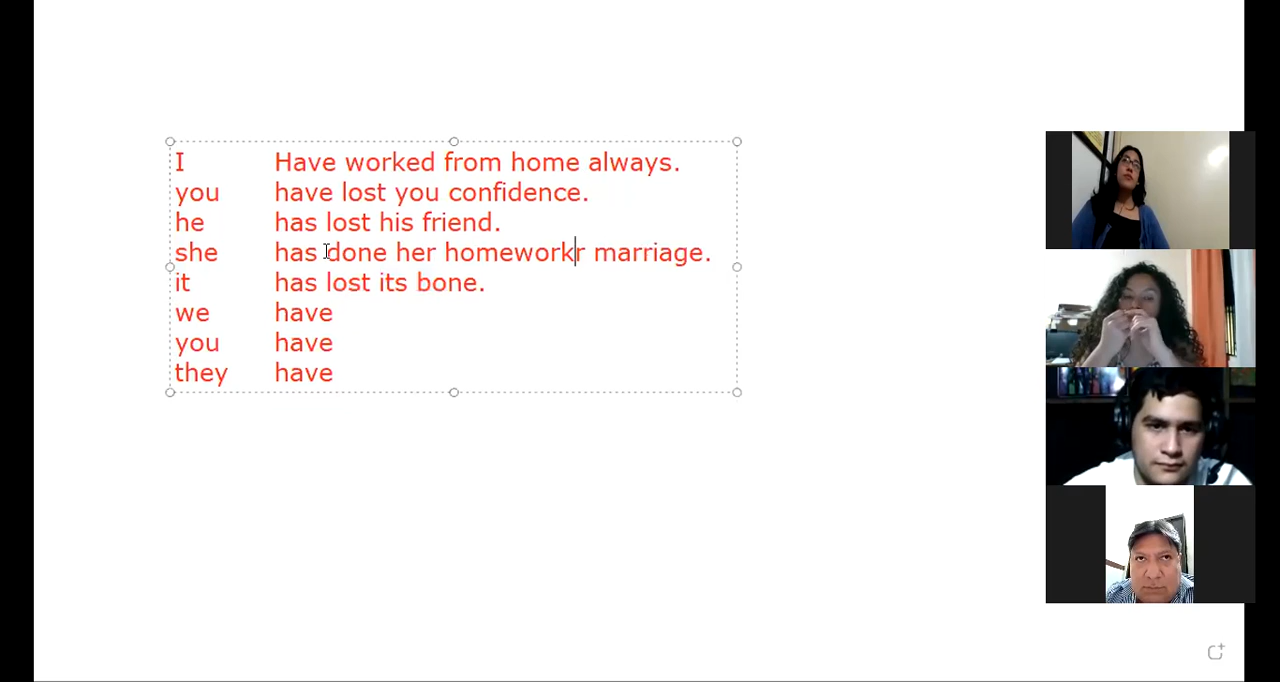 I Have worked from home always.
you have lost you confidence.
he has lost his friend.
she has done her homeworkr marriage.
it has lost its bone.
we have
you have
they have